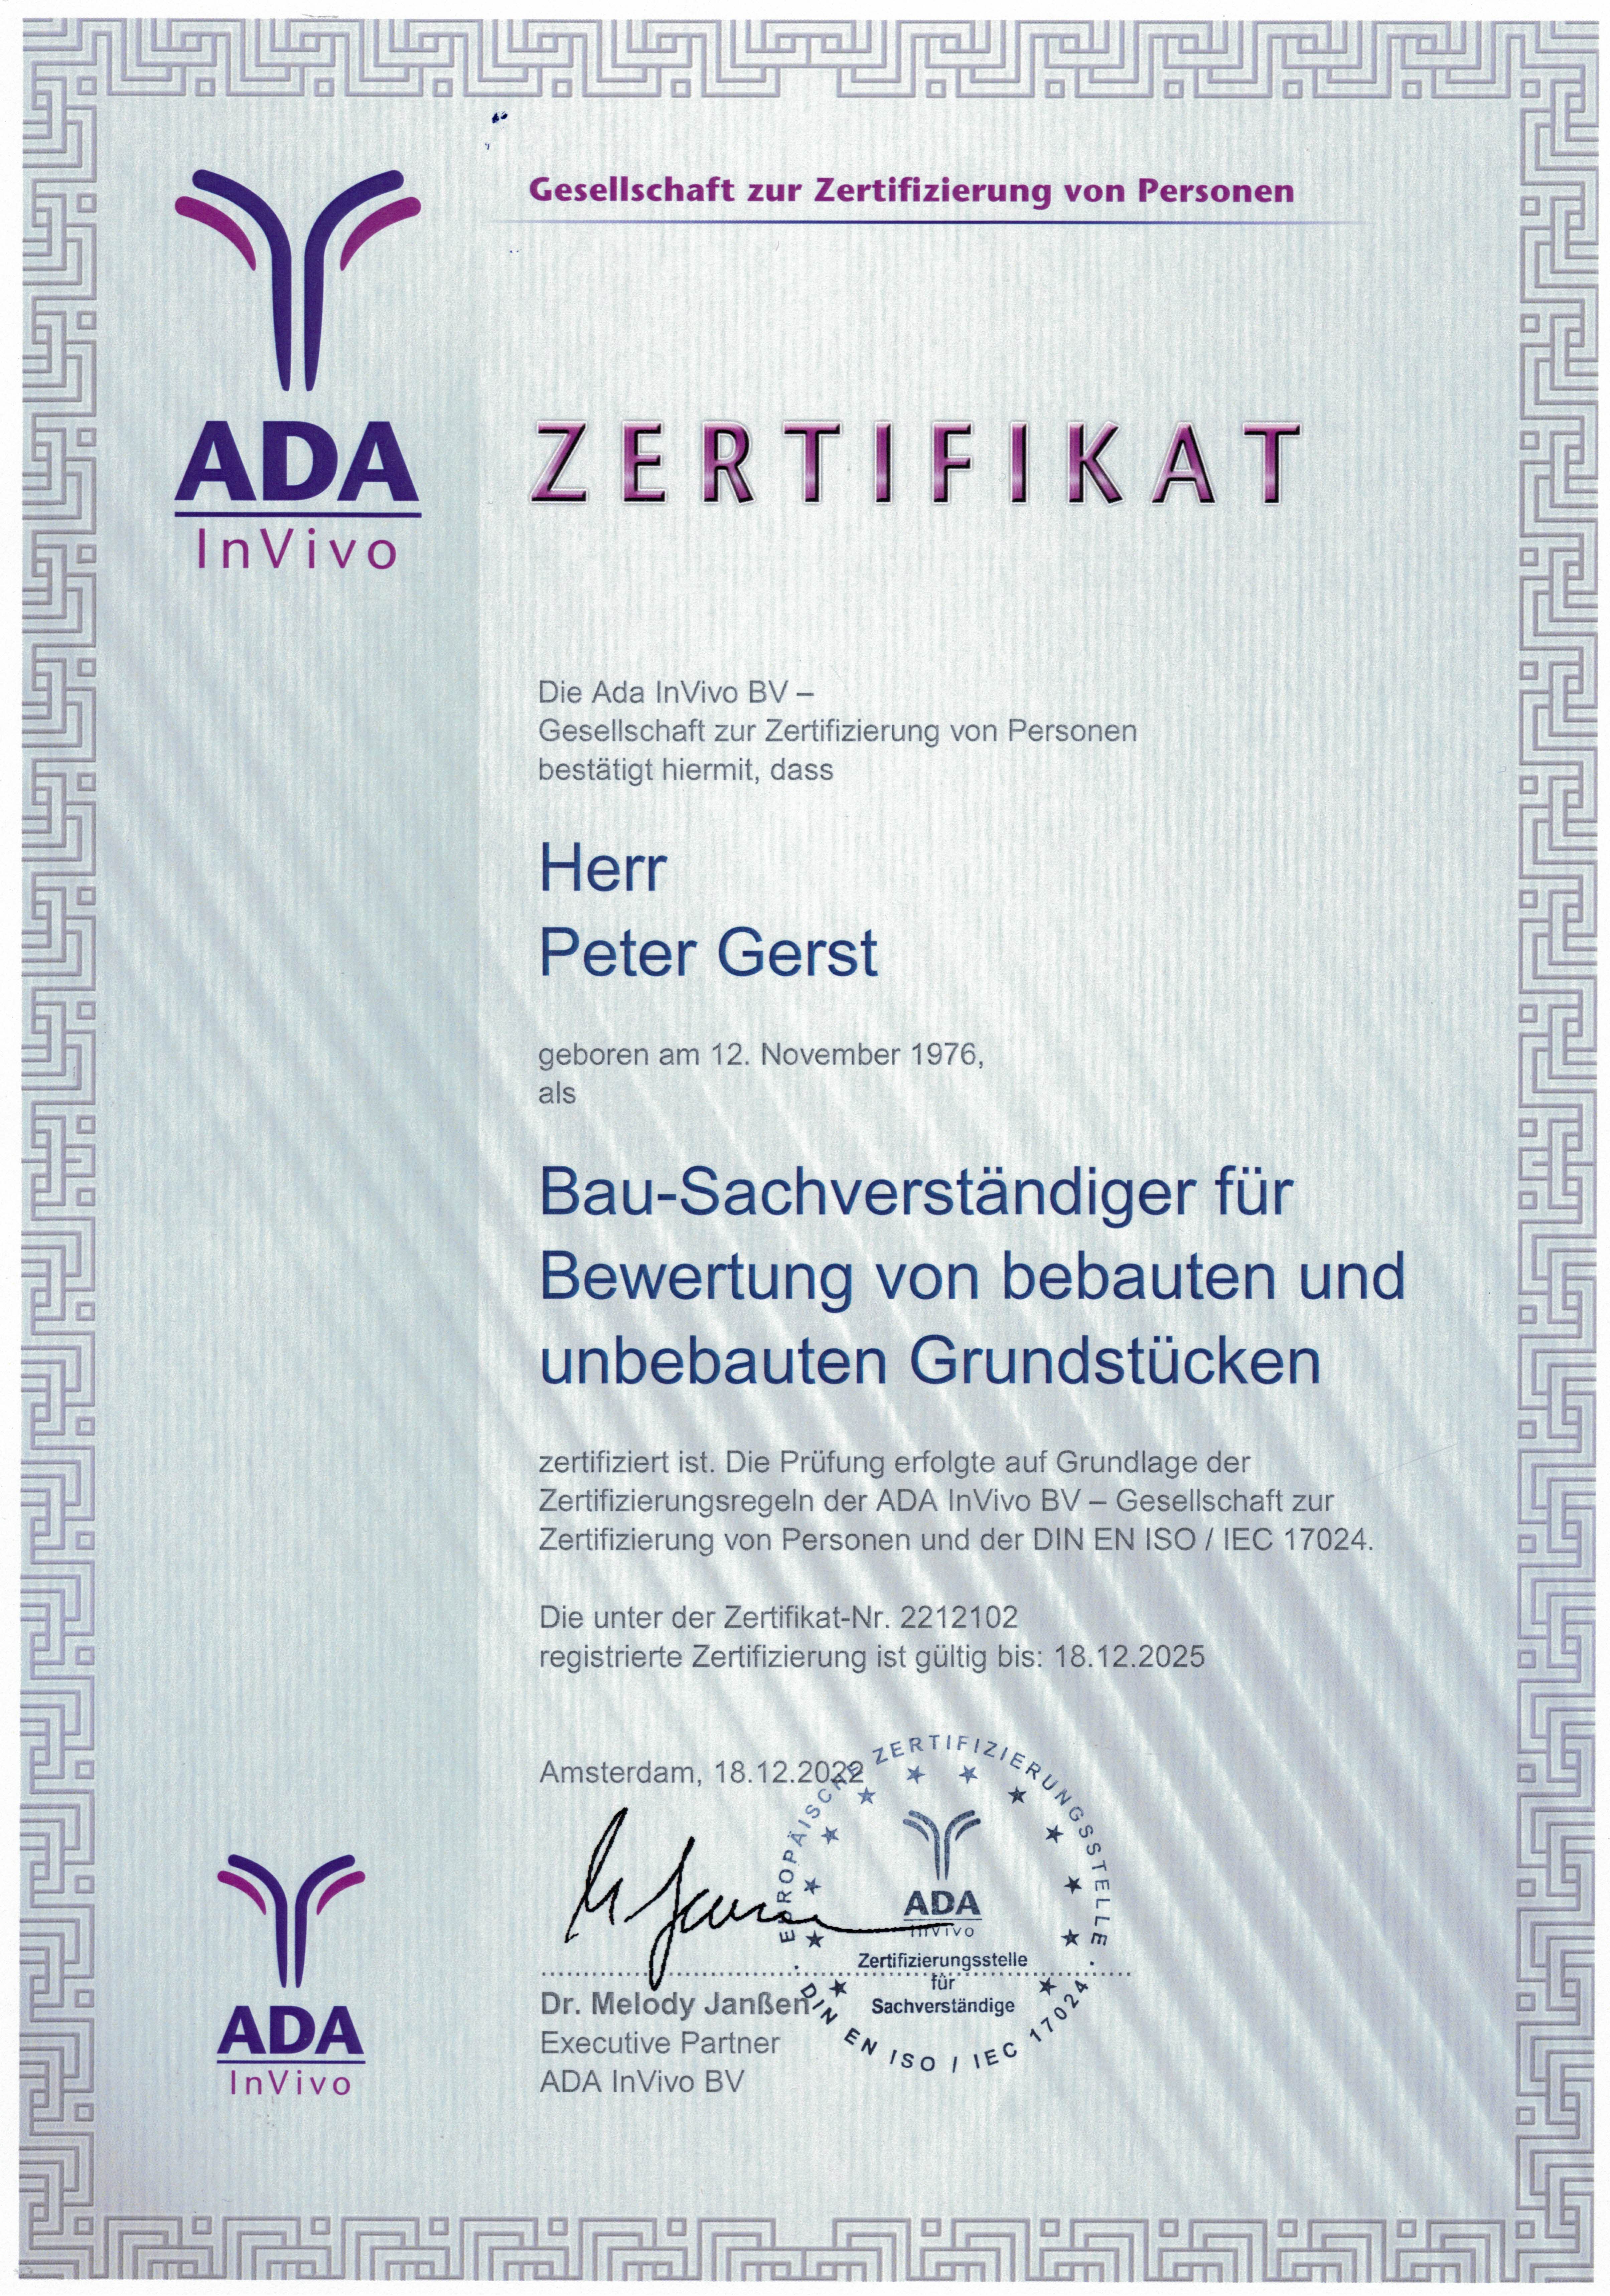 Gesellschaft zur Zertifizierung von Personen
ADA
InVivo
ZERTIFIKAT
Die Ada InVivo BV –
Gesellschaft zur Zertifizierung von Personen
bestätigt hiermit, dass
Herr
Peter Gerst
geboren am 12. November 1976,
als
Bau-Sachverständiger für
Bewertung von bebauten und
unbebauten Grundstücken
zertifiziert ist. Die Prüfung erfolgte auf Grundlage der
Zertifizierungsregeln der ADA InVivo BV – Gesellschaft zur
Zertifizierung von Personen und der DIN EN ISO / IEC 17024.
Die unter der Zertifikat-Nr. 2212102
registrierte Zertifizierung ist gültig bis: 18.12.2025
Amsterdam, 18.12.2022
EUROPÄISCHE ZERTIFIZIERUNGSSTELLE
ADA
InVivo
Zertifizierungsstelle
für
Sachverständige
· DIN EN ISO / IEC 17024 ·
Dr. Melody Janßen
Executive Partner
ADA InVivo BV
ADA
InVivo